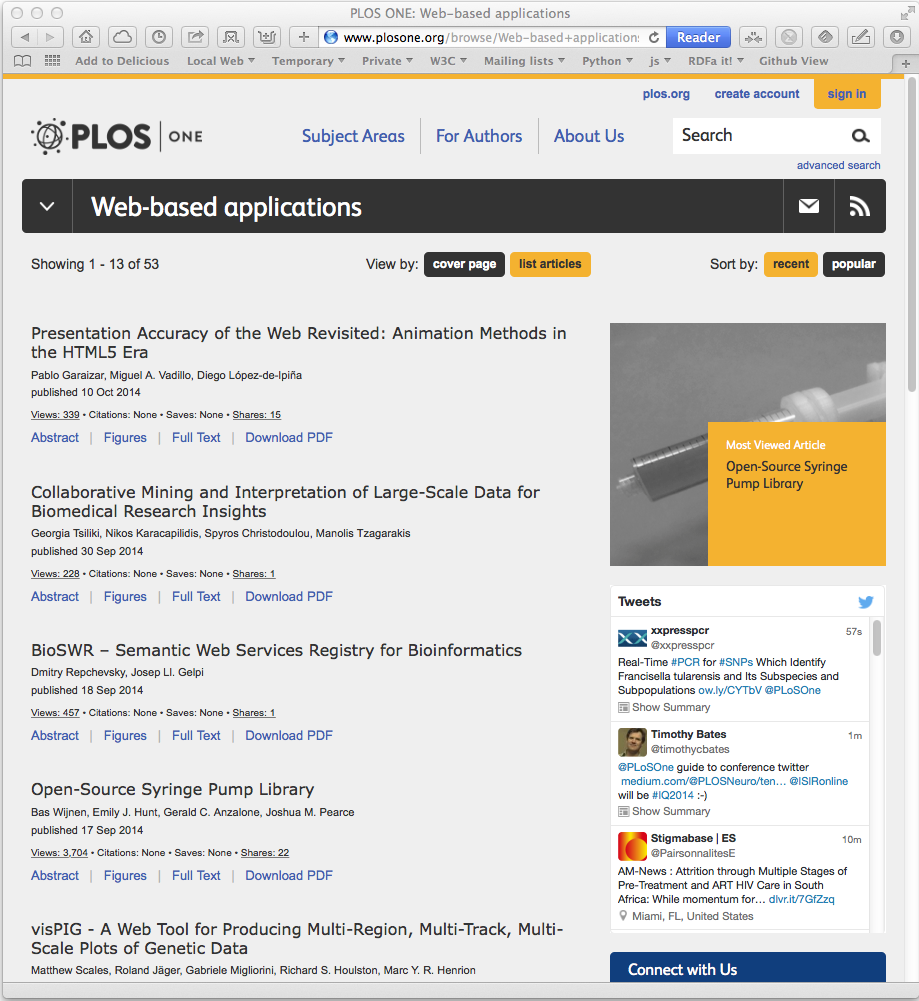 PLOS ONE: Web-based applications
www.plosone.org/browse/Web-based+application
Reader
Add to Delicious Local Web Temporary Private W3C Mailing lists Python js RDFa it! Github View
plos.org create account sign in
PLOS ONE
Subject Areas For Authors About Us Search
advanced search
Web-based applications
Showing 1 - 13 of 53 View by: cover page list articles Sort by: recent popular
Presentation Accuracy of the Web Revisited: Animation Methods in
the HTML5 Era
Pablo Garaizar, Miguel A. Vadillo, Diego López-de-Ipiña
published 10 Oct 2014
Views: 339 • Citations: None • Saves: None • Shares: 15
Abstract | Figures | Full Text | Download PDF
Collaborative Mining and Interpretation of Large-Scale Data for
Biomedical Research Insights
Georgia Tsiliki, Nikos Karacapilidis, Spyros Christodoulou, Manolis Tzagarakis
published 30 Sep 2014
Views: 228 • Citations: None • Saves: None • Shares: 1
Abstract | Figures | Full Text | Download PDF
BioSWR – Semantic Web Services Registry for Bioinformatics
Dmitry Repchevsky, Josep Ll. Gelpi
published 18 Sep 2014
Views: 457 • Citations: None • Saves: None • Shares: 1
Abstract | Figures | Full Text | Download PDF
Open-Source Syringe Pump Library
Bas Wijnen, Emily J. Hunt, Gerald C. Anzalone, Joshua M. Pearce
published 17 Sep 2014
Views: 3,704 • Citations: None • Saves: None • Shares: 22
Abstract | Figures | Full Text | Download PDF
visPIG - A Web Tool for Producing Multi-Region, Multi-Track, Multi-
Scale Plots of Genetic Data
Matthew Scales, Roland Jäger, Gabriele Migliorini, Richard S. Houlston, Marc Y. R. Henrion
Most Viewed Article
Open-Source Syringe
Pump Library
Tweets
xxpresspcr 57s
@xxpresspcr
Real-Time #PCR for #SNPs Which Identify
Francisella tularensis and Its Subspecies and
Subpopulations ow.ly/CYTbV @PLoSOne
Show Summary
Timothy Bates 1m
@timothycbates
@PLoSOne guide to conference twitter
medium.com/@PLOSNeuro/ten… @ISIRonline
will be #IQ2014 :-)
Show Summary
Stigmabase | ES 10m
@PairsonnalitesE
AM-News : Attrition through Multiple Stages of
Pre-Treatment and ART HIV Care in South
Africa: While momentum for… dlvr.it/7GfZzq
Miami, FL, United States
Connect with Us